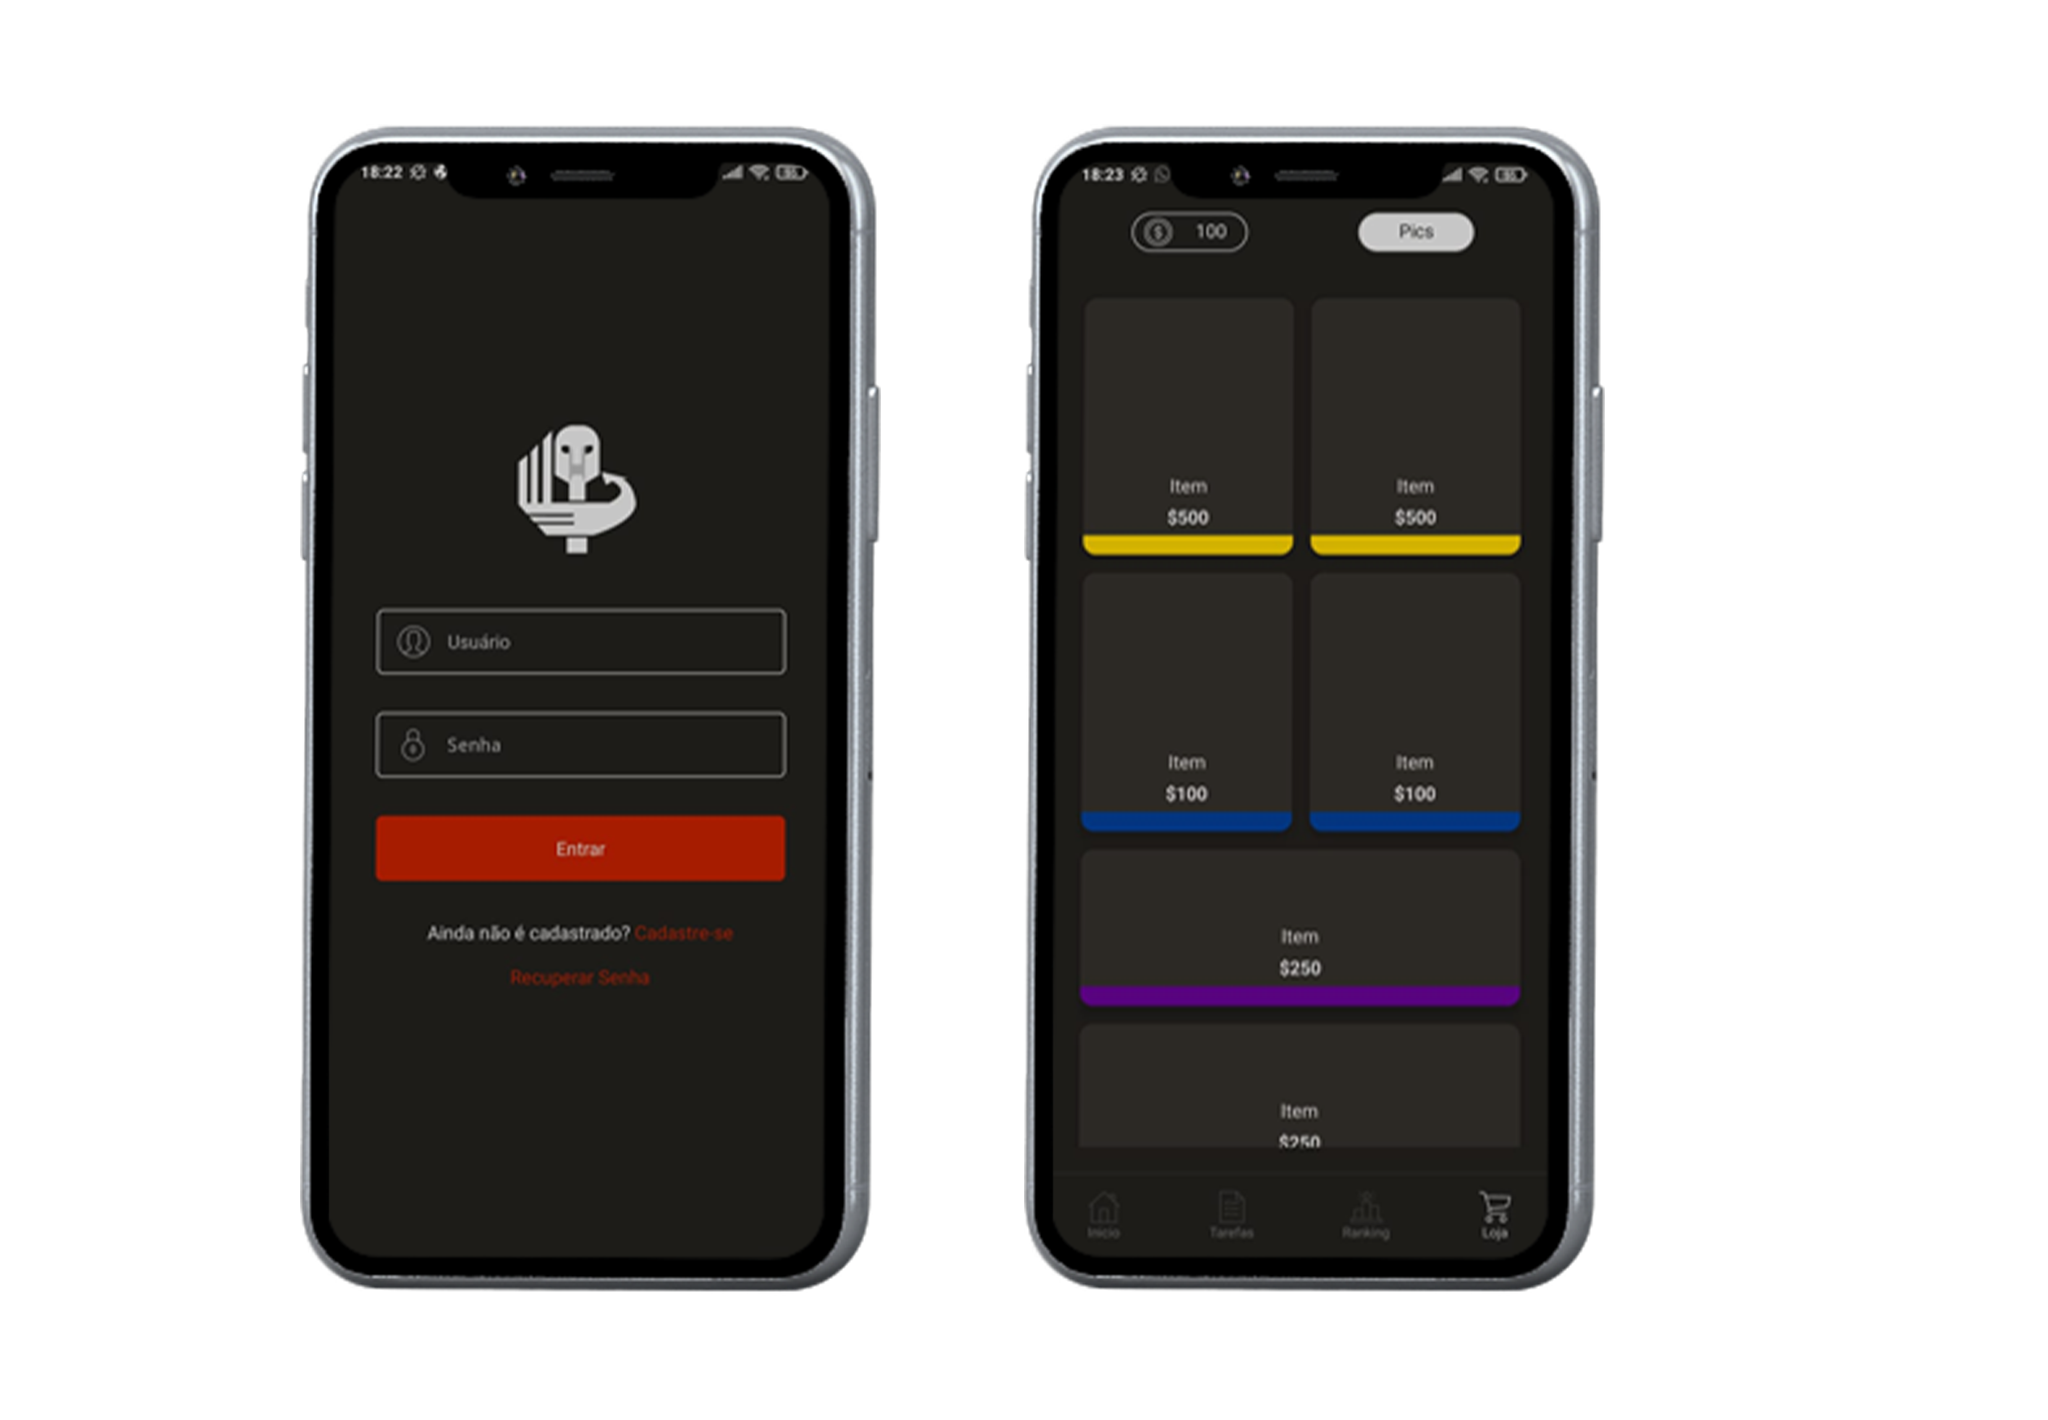 18:22
Usuário
Senha
Entrar
Ainda não é cadastrado? Cadastre-se
Recuperar Senha
18:23
100
Pics
Item
$500
Item
$500
Item
$100
Item
$100
Item
$250
Item
$250
Início
Tarefas
Ranking
Loja